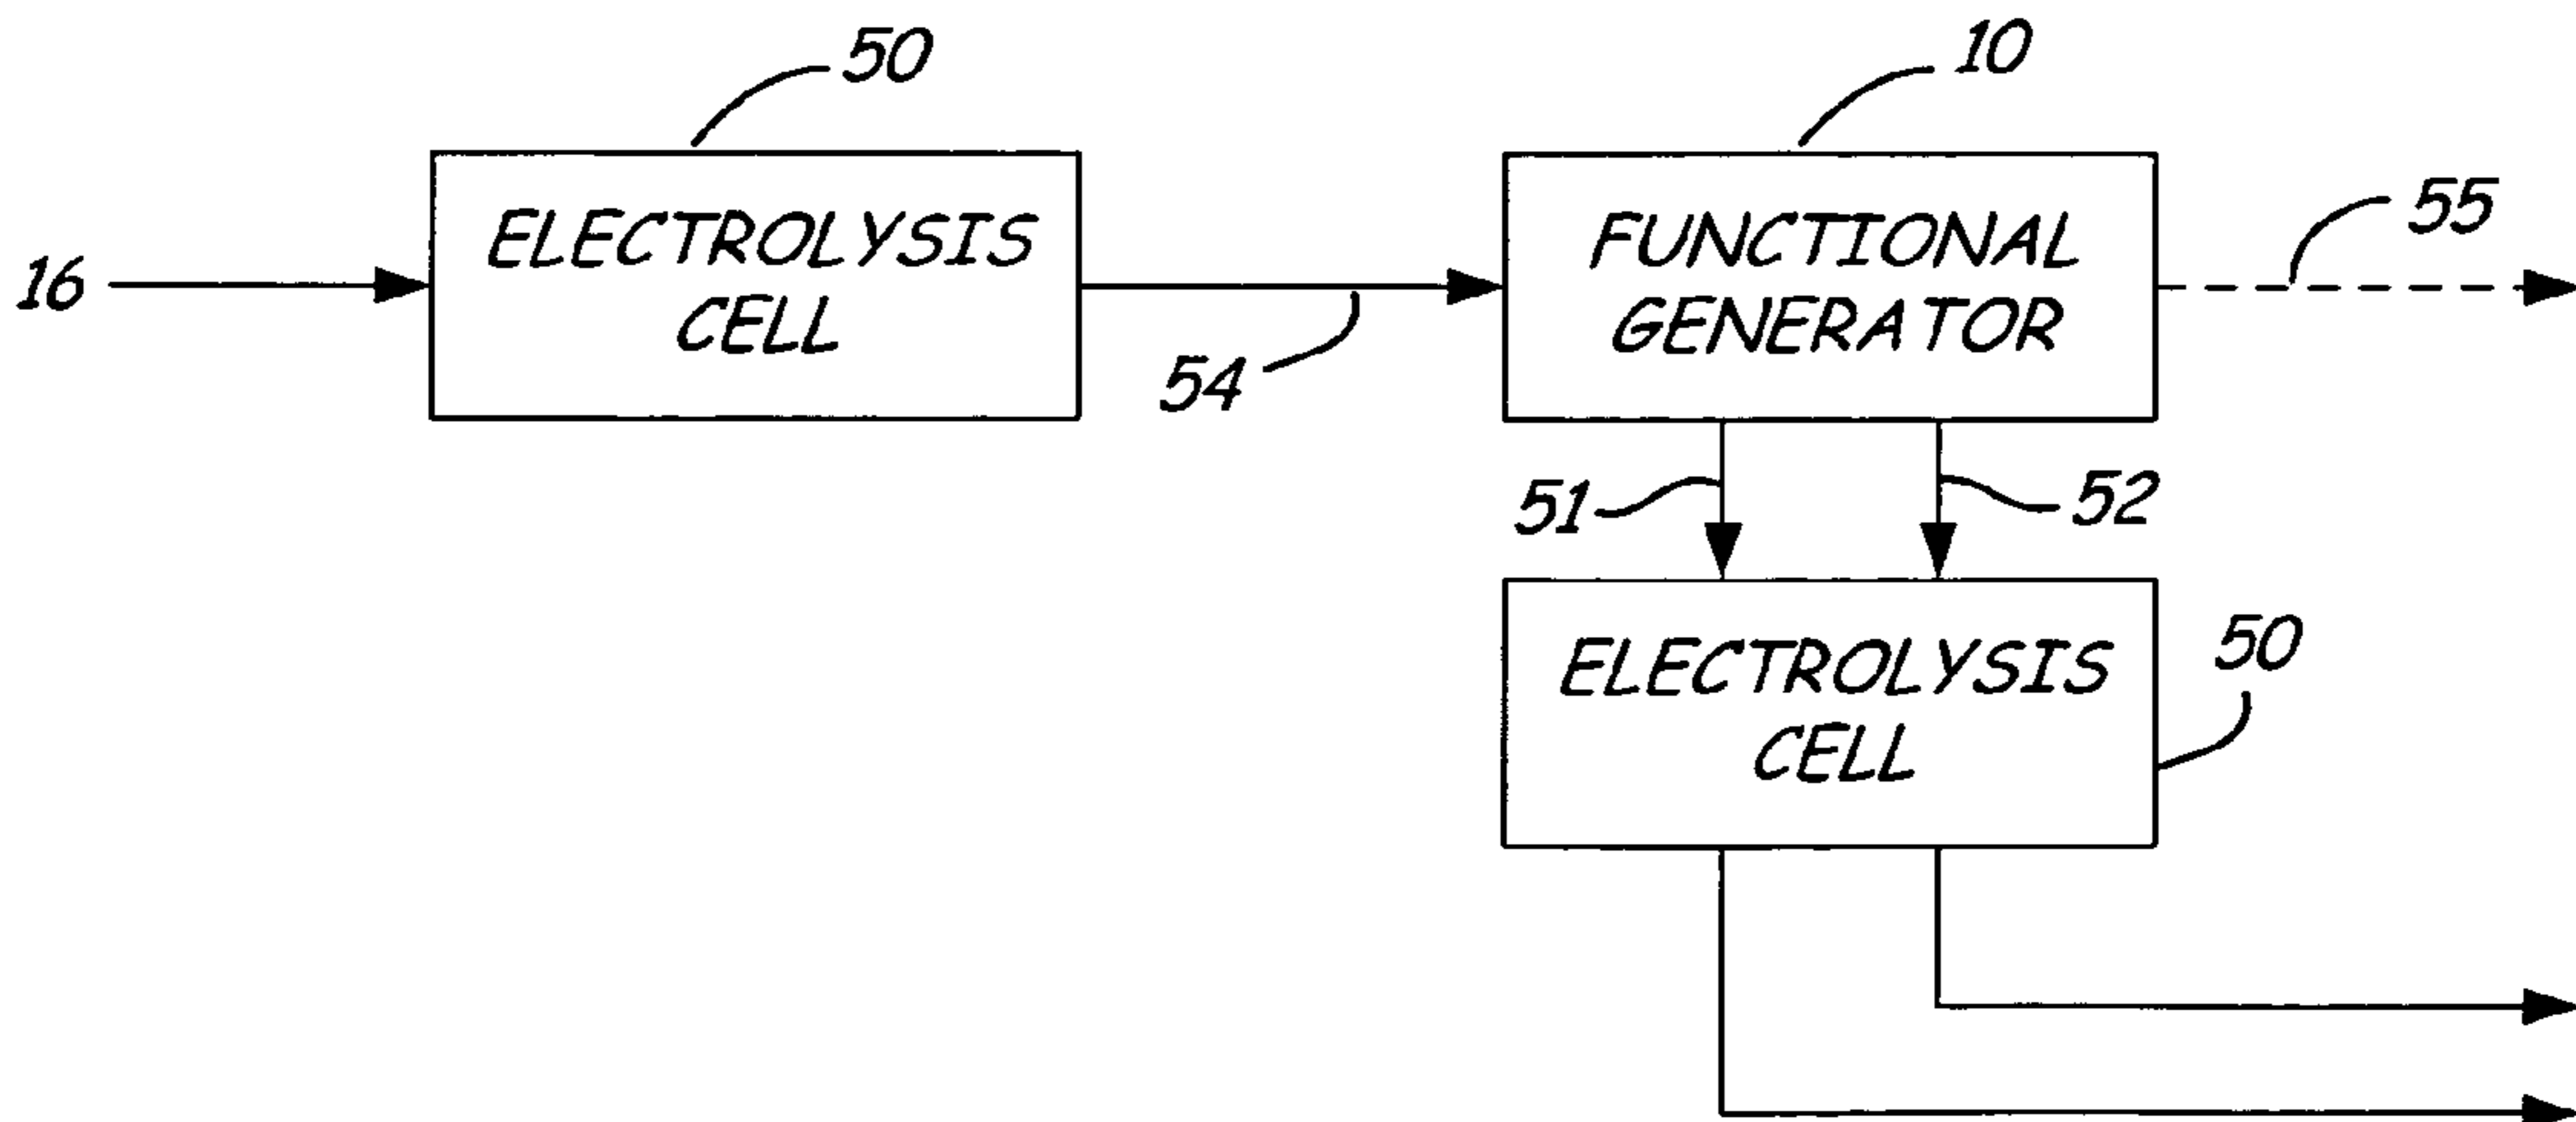 50
10
ELECTROLYSIS
CELL
FUNCTIONAL
GENERATOR
55
16
54
51
52
ELECTROLYSIS
CELL
50